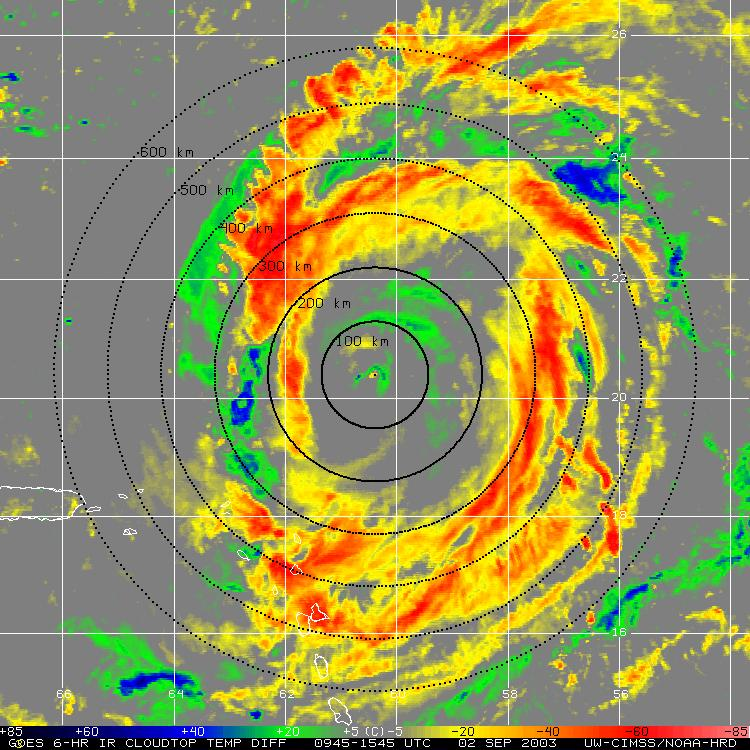 26
600 km
24
500 km
400 km
300 km
22
200 km
100 km
20
18
16
66 64 62 60 58 56
+85 +60 +40 +20 +5 (C) -5 -20 -40 -60 -85
GOES 6-HR IR CLOUDTOP TEMP DIFF 0945-1545 UTC 02 SEP 2003 UW-CIMSS/NOAA-HRD